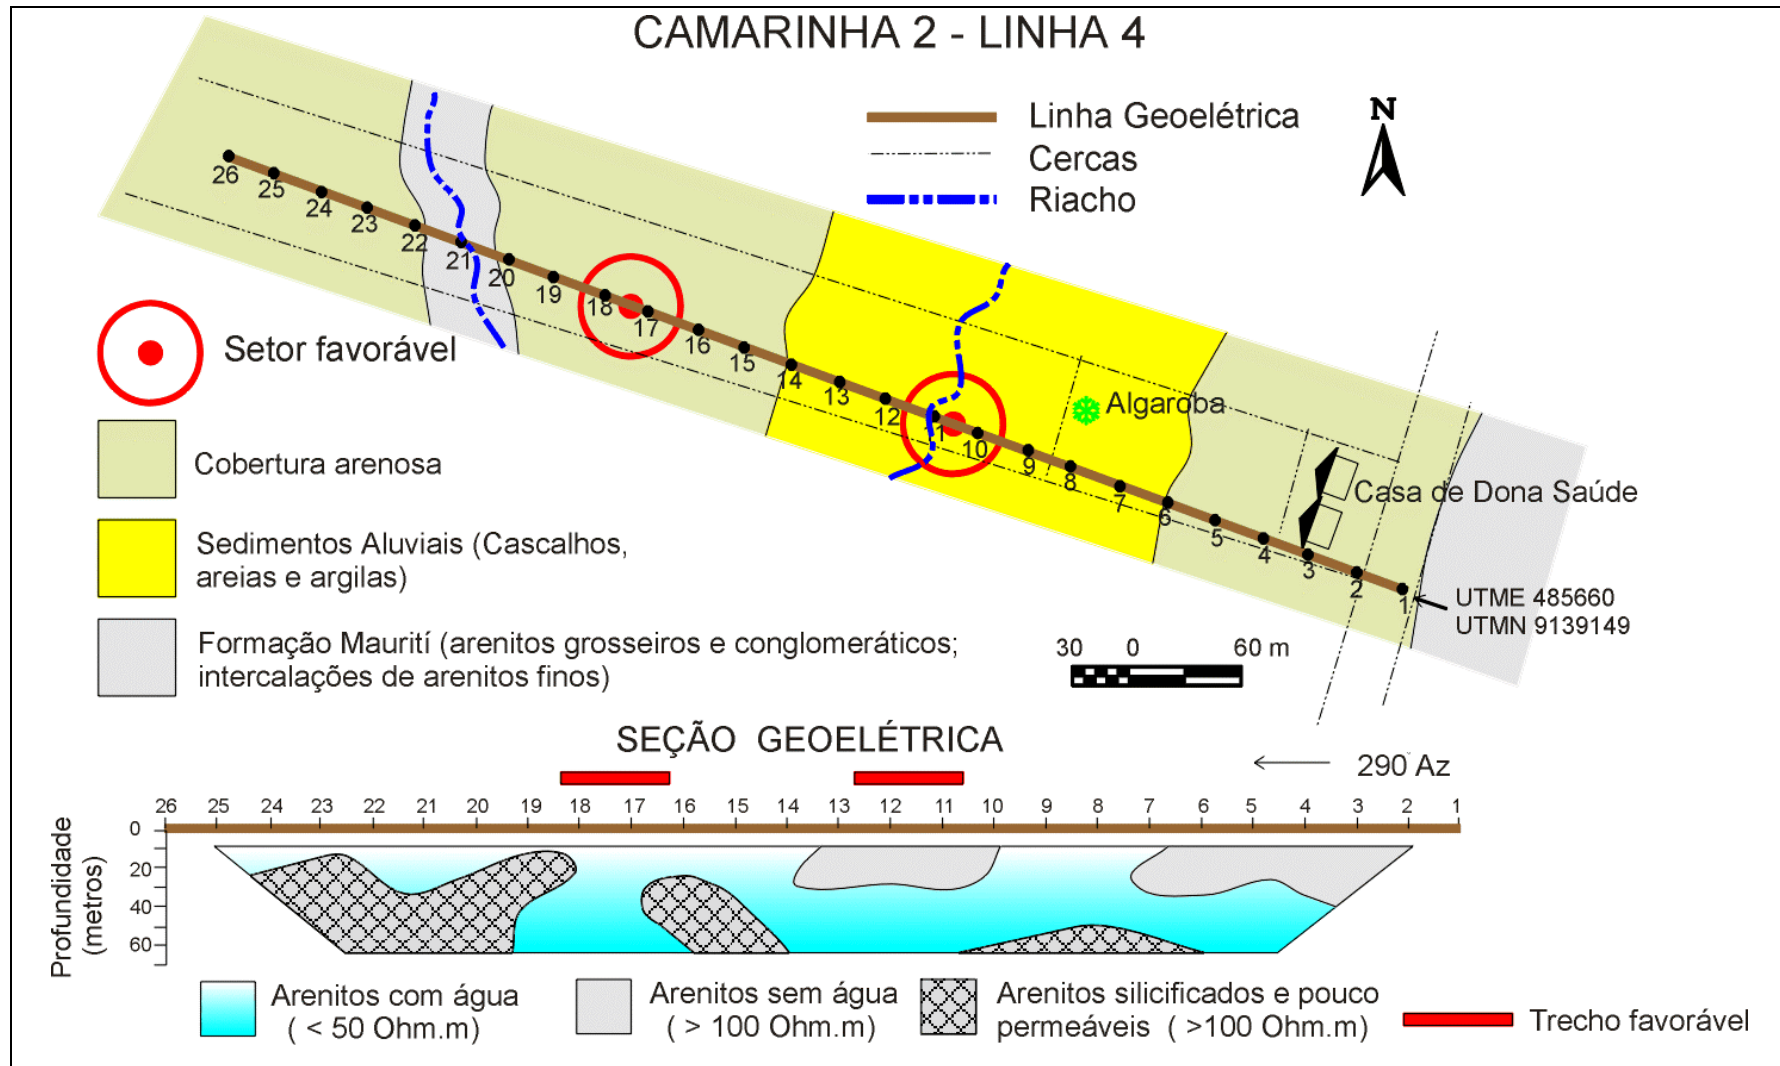 CAMARINHA 2 - LINHA 4
Linha Geoelétrica
Cercas
Riacho
N
26
25
24
23
22
21
20
19
18
17
16
15
14
13
12
11
10
9
8
7
6
5
4
3
2
1
Algaroba
Casa de Dona Saúde
UTME 485660
UTMN 9139149
Setor favorável
Cobertura arenosa
Sedimentos Aluviais (Cascalhos,
areias e argilas)
Formação Maurití (arenitos grosseiros e conglomeráticos;
intercalações de arenitos finos)
30 0 60 m
SEÇÃO GEOELÉTRICA
290° Az
26 25 24 23 22 21 20 19 18 17 16 15 14 13 12 11 10 9 8 7 6 5 4 3 2 1
Profundidade
(metros)
0
20
40
60
Arenitos com água
( < 50 Ohm.m)
Arenitos sem água
( > 100 Ohm.m)
Arenitos silicificados e pouco
permeáveis ( >100 Ohm.m)
Trecho favorável